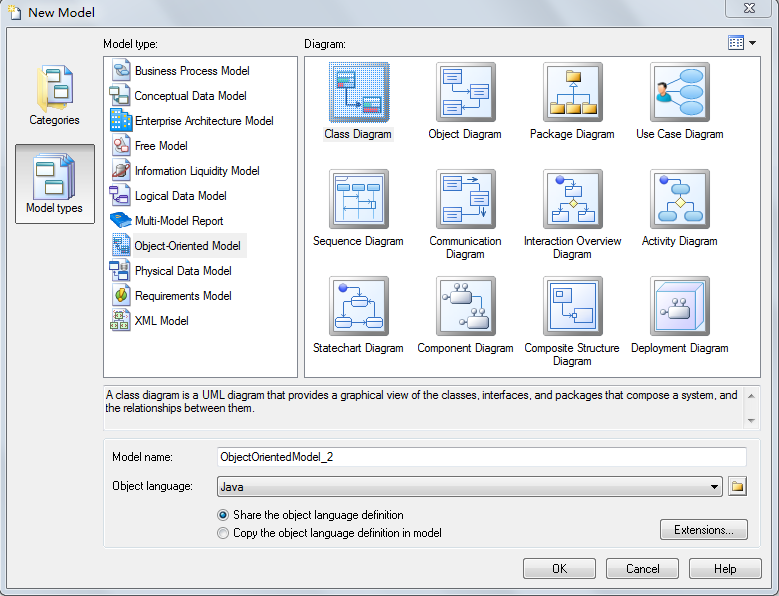 New Model
Model type:
Diagram:
Categories
Model types
Business Process Model
Conceptual Data Model
Enterprise Architecture Model
Free Model
Information Liquidity Model
Logical Data Model
Multi-Model Report
Object-Oriented Model
Physical Data Model
Requirements Model
XML Model
Class Diagram
Object Diagram
Package Diagram
Use Case Diagram
Sequence Diagram
Communication
Diagram
Interaction Overview
Diagram
Activity Diagram
Statechart Diagram
Component Diagram
Composite Structure
Diagram
Deployment Diagram
A class diagram is a UML diagram that provides a graphical view of the classes, interfaces, and packages that compose a system, and
the relationships between them.
Model name:
ObjectOrientedModel_2
Object language:
Java
Share the object language definition
Copy the object language definition in model
Extensions...
OK
Cancel
Help